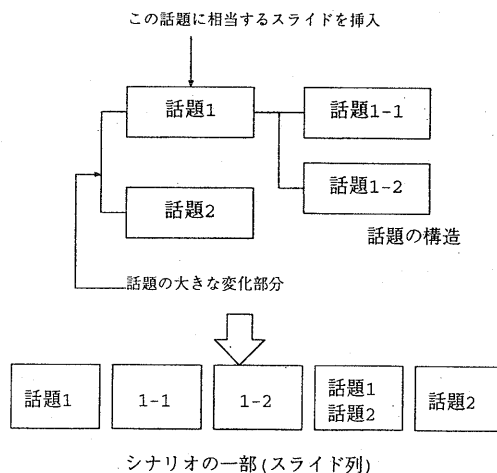 この話題に相当するスライドを挿入
話題1
話題1-1
話題1-2
話題2
話題の構造
話題の大きな変化部分
話題1
1-1
1-2
話題1
話題2
話題2
シナリオの一部(スライド列)